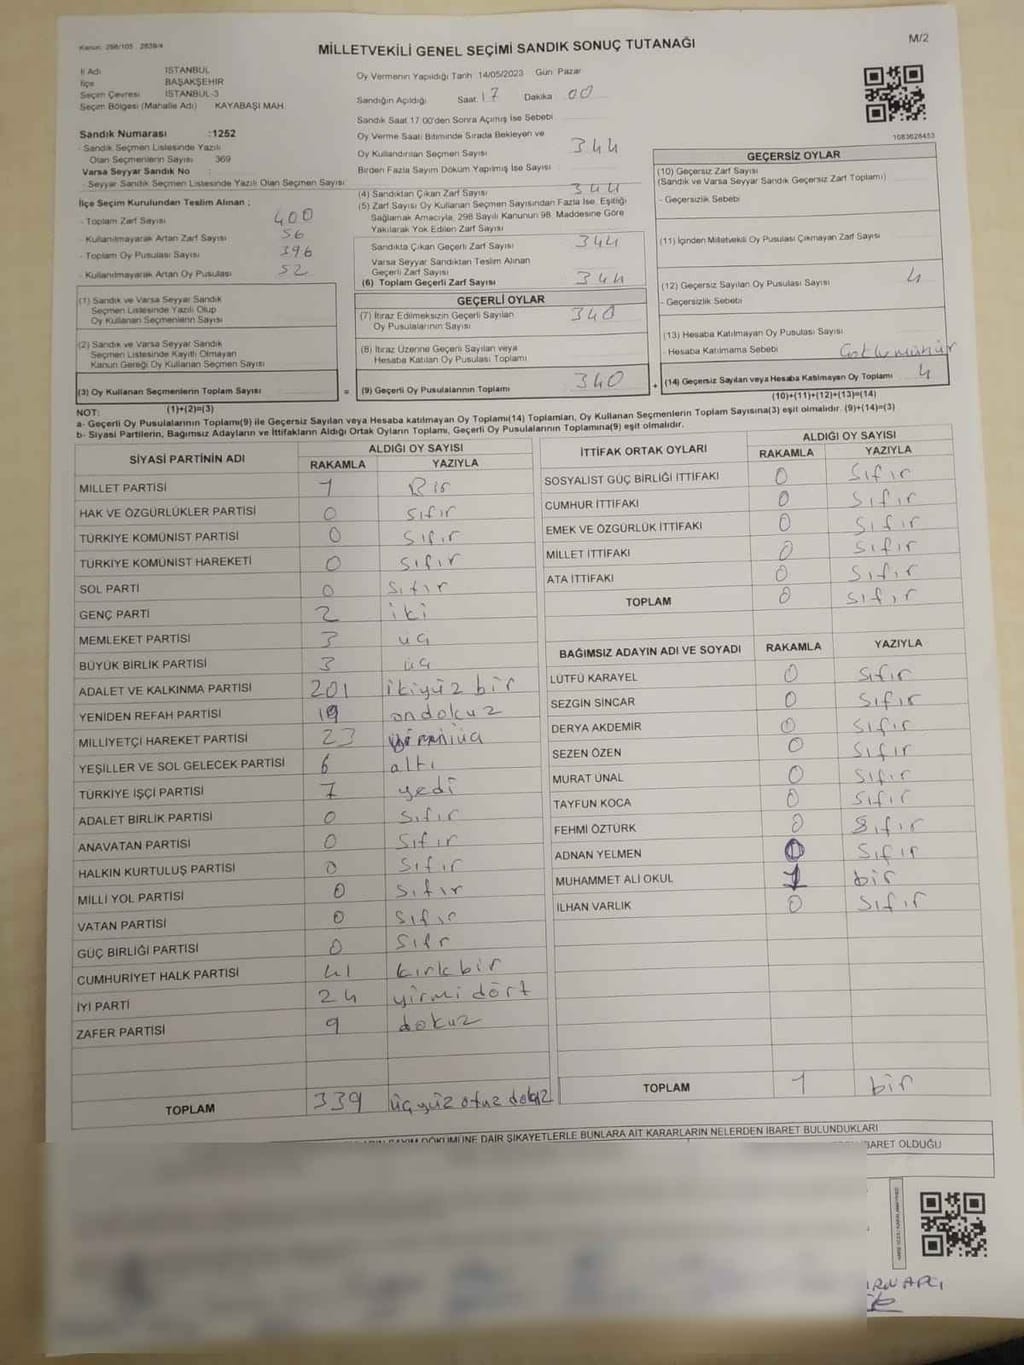 Kanun: 298/105 , 2839/4
MİLLETVEKİLİ GENEL SEÇİMİ SANDIK SONUÇ TUTANAĞI
M/2
İl Adı İSTANBUL
İlçe BAŞAKŞEHİR
Seçim Çevresi İSTANBUL-3
Seçim Bölgesi (Mahalle Adı) KAYABAŞI MAH.
Sandık Numarası :1252
- Sandık Seçmen Listesinde Yazılı
Olan Seçmenlerin Sayısı 369
Varsa Seyyar Sandık No :
- Seyyar Sandık Seçmen Listesinde Yazılı Olan Seçmen Sayısı:
İlçe Seçim Kurulundan Teslim Alınan ;
- Toplam Zarf Sayısı 400
- Kullanılmayarak Artan Zarf Sayısı 56
- Toplam Oy Pusulası Sayısı 396
- Kullanılmayarak Artan Oy Pusulası 52
(1) Sandık ve Varsa Seyyar Sandık
Seçmen Listesinde Yazılı Olup
Oy Kullanan Seçmenlerin Sayısı
(2) Sandık ve Varsa Seyyar Sandık
Seçmen Listesinde Kayıtlı Olmayan
Kanun Gereği Oy Kullanan Seçmen Sayısı
(3) Oy Kullanan Seçmenlerin Toplam Sayısı
(1)+(2)=(3)
Oy Vermenin Yapıldığı Tarih 14/05/2023 Gün Pazar
Sandığın Açıldığı Saat 17 Dakika 00
Sandık Saat 17:00'den Sonra Açılmış İse Sebebi
Oy Verme Saati Bitiminde Sırada Bekleyen ve
Oy Kullandırılan Seçmen Sayısı 344
Birden Fazla Sayım Döküm Yapılmış İse Sayısı
(4) Sandıktan Çıkan Zarf Sayısı 344
(5) Zarf Sayısı Oy Kullanan Seçmen Sayısından Fazla İse, Eşitliği
Sağlamak Amacıyla, 298 Sayılı Kanunun 98. Maddesine Göre
Yakılarak Yok Edilen Zarf Sayısı
Sandıkta Çıkan Geçerli Zarf Sayısı 344
Varsa Seyyar Sandıktan Teslim Alınan
Geçerli Zarf Sayısı
(6) Toplam Geçerli Zarf Sayısı 344
GEÇERLİ OYLAR
(7) İtiraz Edilmeksizin Geçerli Sayılan
Oy Pusulalarının Sayısı 340
(8) İtiraz Üzerine Geçerli Sayılan veya
Hesaba Katılan Oy Pusulası Toplamı
= (9) Geçerli Oy Pusulalarının Toplamı 340 +
1083628453
GEÇERSİZ OYLAR
(10) Geçersiz Zarf Sayısı
(Sandık ve Varsa Seyyar Sandık Geçersiz Zarf Toplamı)
- Geçersizlik Sebebi
(11) İçinden Milletvekili Oy Pusulası Çıkmayan Zarf Sayısı
(12) Geçersiz Sayılan Oy Pusulası Sayısı 4
- Geçersizlik Sebebi
(13) Hesaba Katılmayan Oy Pusulası Sayısı
- Hesaba Katılmama Sebebi
(14) Geçersiz Sayılan veya Hesaba Katılmayan Oy Toplamı 4
(10)+(11)+(12)+(13)=(14)
NOT:
a- Geçerli Oy Pusulalarının Toplamı(9) ile Geçersiz Sayılan veya Hesaba katılmayan Oy Toplamı(14) Toplamları, Oy Kullanan Seçmenlerin Toplam Sayısına(3) eşit olmalıdır. (9)+(14)=(3)
b- Siyasi Partilerin, Bağımsız Adayların ve İttifakların Aldığı Ortak Oyların Toplamı, Geçerli Oy Pusulalarının Toplamına(9) eşit olmalıdır.
SİYASİ PARTİNİN ADI ALDIĞI OY SAYISI
RAKAMLA YAZIYLA
MİLLET PARTİSİ 1 Bir
HAK VE ÖZGÜRLÜKLER PARTİSİ 0 sıfır
TÜRKİYE KOMÜNİST PARTİSİ 0 sıfır
TÜRKİYE KOMÜNİST HAREKETİ 0 sıfır
SOL PARTİ 0 sıfır
GENÇ PARTİ 2 iki
MEMLEKET PARTİSİ 3 üç
BÜYÜK BİRLİK PARTİSİ 3 üç
ADALET VE KALKINMA PARTİSİ 201 ikiyüz bir
YENİDEN REFAH PARTİSİ 19 ondokuz
MİLLİYETÇİ HAREKET PARTİSİ 23
YEŞİLLER VE SOL GELECEK PARTİSİ 6 altı
TÜRKİYE İŞÇİ PARTİSİ 7 yedi
ADALET BİRLİK PARTİSİ 0 sıfır
ANAVATAN PARTİSİ 0 sıfır
HALKIN KURTULUŞ PARTİSİ 0 sıfır
MİLLİ YOL PARTİSİ 0 sıfır
VATAN PARTİSİ 0 sıfır
GÜÇ BİRLİĞİ PARTİSİ 0 sıfr
CUMHURİYET HALK PARTİSİ 41 kırk bir
İYİ PARTİ 24 yirmi dört
ZAFER PARTİSİ 9 dokuz
TOPLAM 339 üçyüz otuz dokuz
İTTİFAK ORTAK OYLARI ALDIĞI OY SAYISI
RAKAMLA YAZIYLA
SOSYALİST GÜÇ BİRLİĞİ İTTİFAKI 0 sıfır
CUMHUR İTTİFAKI 0 sıfır
EMEK VE ÖZGÜRLÜK İTTİFAKI 0 sıfır
MİLLET İTTİFAKI 0 sıfır
ATA İTTİFAKI 0 sıfır
TOPLAM 0 sıfır
BAĞIMSIZ ADAYIN ADI VE SOYADI RAKAMLA YAZIYLA
LÜTFÜ KARAYEL 0 sıfır
SEZGİN SİNCAR 0 sıfır
DERYA AKDEMİR 0 sıfır
SEZEN ÖZEN 0 sıfır
MURAT ÜNAL 0 sıfır
TAYFUN KOCA 0 sıfır
FEHMİ ÖZTÜRK 0 sıfır
ADNAN YELMEN 0 sıfır
MUHAMMET ALİ OKUL 1 bir
İLHAN VARLIK 0 sıfır
TOPLAM 1 bir
DÖKÜMÜNE DAİR ŞİKAYETLERLE BUNLARA AİT KARARLARIN NELERDEN İBARET BULUNDUKLARI
İBARET OLDUĞU